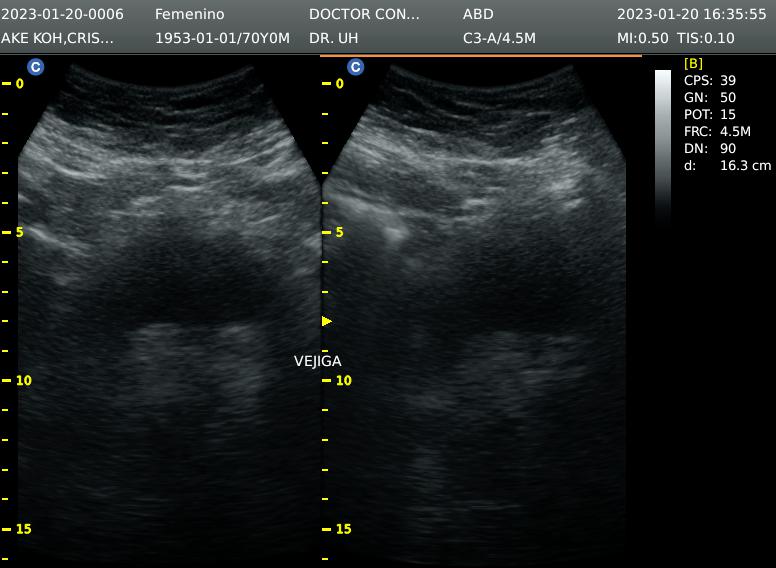 2023-01-20-0006 Femenino DOCTOR CON... ABD 2023-01-20 16:35:55
AKE KOH,CRIS... 1953-01-01/70Y0M DR. UH C3-A/4.5M MI:0.50 TIS:0.10
C C [B]
0 0 CPS: 39
GN: 50
POT: 15
FRC: 4.5M
DN: 90
d: 16.3 cm
5 5
VEJIGA
10 10
15 15